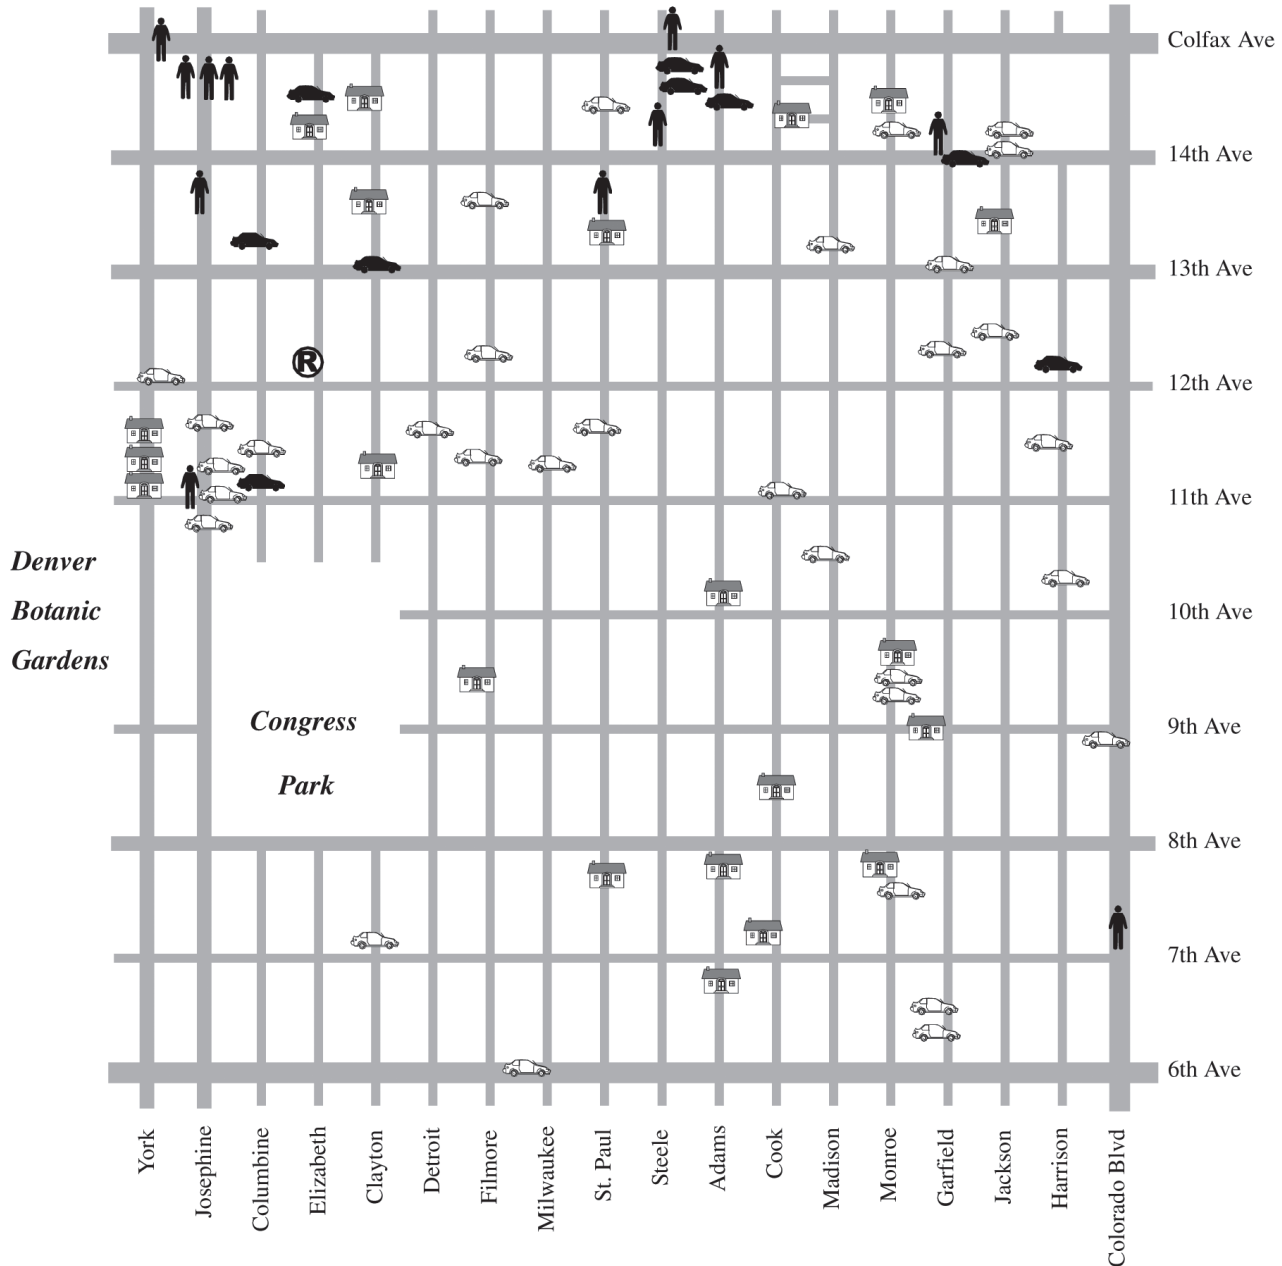 Colfax Ave
14th Ave
13th Ave
®
12th Ave
11th Ave
Denver
Botanic
Gardens
10th Ave
Congress
Park
9th Ave
8th Ave
7th Ave
6th Ave
York
Josephine
Columbine
Elizabeth
Clayton
Detroit
Filmore
Milwaukee
St. Paul
Steele
Adams
Cook
Madison
Monroe
Garfield
Jackson
Harrison
Colorado Blvd